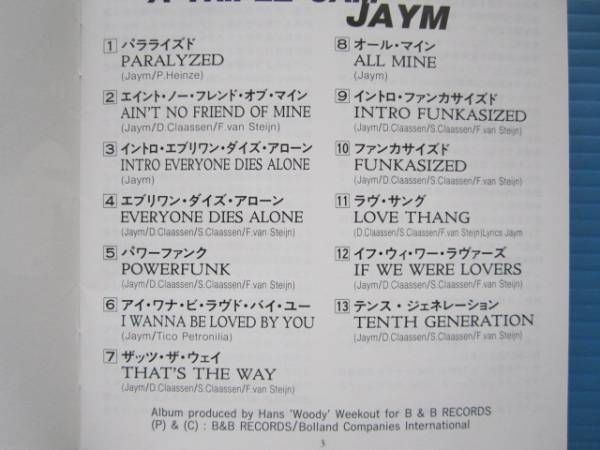 JAYM
1 パラライズド
PARALYZED
(Jaym/P.Heinze)
2 エイント・ノー・フレンド・オブ・マイン
AIN'T NO FRIEND OF MINE
(Jaym/D.Claassen/F.van Steijn)
3 イントロ・エブリワン・ダイズ・アローン
INTRO EVERYONE DIES ALONE
(Jaym)
4 エブリワン・ダイズ・アローン
EVERYONE DIES ALONE
(Jaym/D.Claassen/S.Claassen/F.van Steijn)
5 パワーファンク
POWERFUNK
(Jaym/D.Claassen/S.Claassen/F.van Steijn)
6 アイ・ワナ・ビ・ラヴド・バイ・ユー
I WANNA BE LOVED BY YOU
(Jaym/Tico Petronilia)
7 ザッツ・ザ・ウェイ
THAT'S THE WAY
(Jaym/D.Claassen/S.Claassen/F.van Steijn)
8 オール・マイン
ALL MINE
(Jaym)
9 イントロ・ファンカサイズド
INTRO FUNKASIZED
(Jaym/D.Claassen/S.Claassen/F.van Steijn)
10 ファンカサイズド
FUNKASIZED
(Jaym/D.Claassen/S.Claassen/F.van Steijn)
11 ラヴ・サング
LOVE THANG
(D.Claassen/S.Claassen/F.van Steijn)Lyrics Jaym
12 イフ・ウィ・ワー・ラヴァーズ
IF WE WERE LOVERS
(Jaym/D.Claassen/S.Claassen/F.van Steijn)
13 テンス・ジェネレーション
TENTH GENERATION
(Jaym/D.Claassen/S.Claassen/F.van Steijn)
Album produced by Hans 'Woody' Weekout for B & B RECORDS
(P) & (C) : B&B RECORDS/Bolland Companies International
3